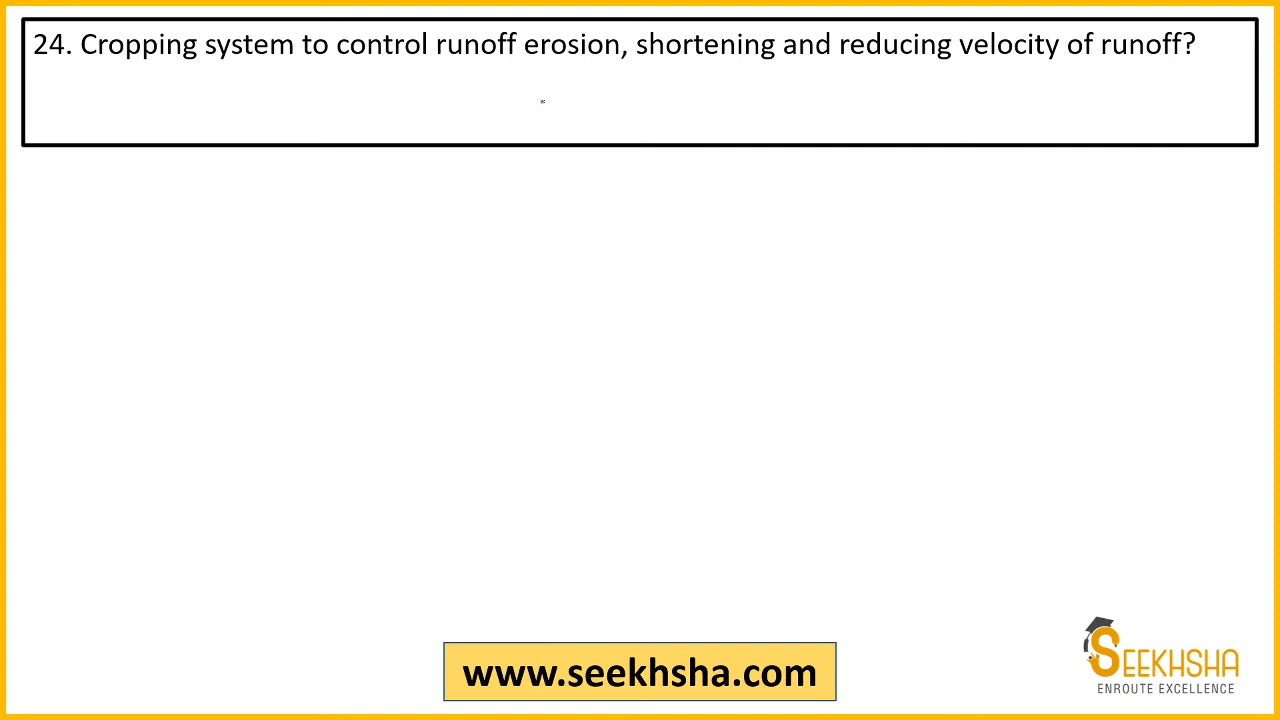 24. Cropping system to control runoff erosion, shortening and reducing velocity of runoff?
www.seekhsha.com
SEEKHSHA
ENROUTE EXCELLENCE